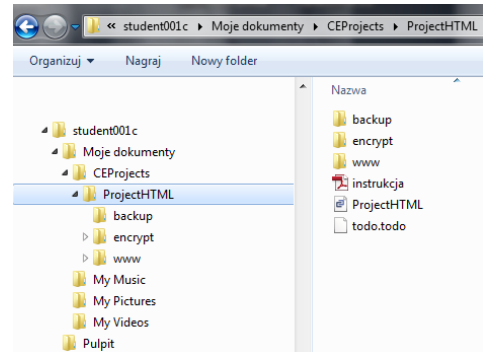 « student001c ▸ Moje dokumenty ▸ CEProjects ▸ ProjectHTML
Organizuj ▾ Nagraj Nowy folder
Nazwa
student001c
Moje dokumenty
CEProjects
ProjectHTML
backup
encrypt
www
My Music
My Pictures
My Videos
Pulpit
backup
encrypt
www
instrukcja
ProjectHTML
todo.todo